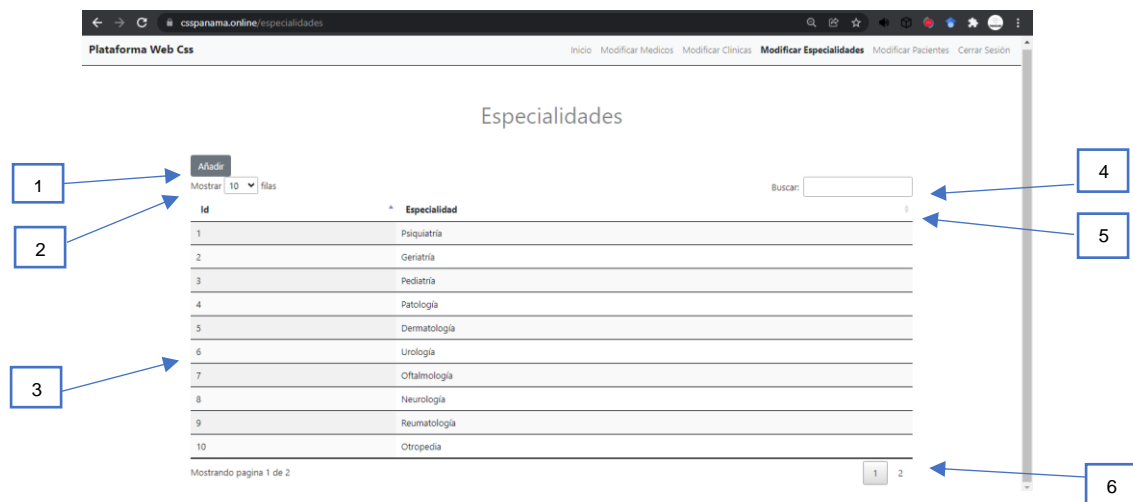 csspanama.online/especialidades
Plataforma Web Css Inicio Modificar Medicos Modificar Clinicas Modificar Especialidades Modificar Pacientes Cerrar Sesión
Especialidades
Añadir
1
4
Mostrar 10 filas Buscar:
Id Especialidad
5
2
1 Psiquiatría
2 Geriatría
3 Pediatría
4 Patología
5 Dermatología
6 Urología
3
7 Oftalmología
8 Neurología
9 Reumatología
10 Otropedia
Mostrando pagina 1 de 2 1 2
6